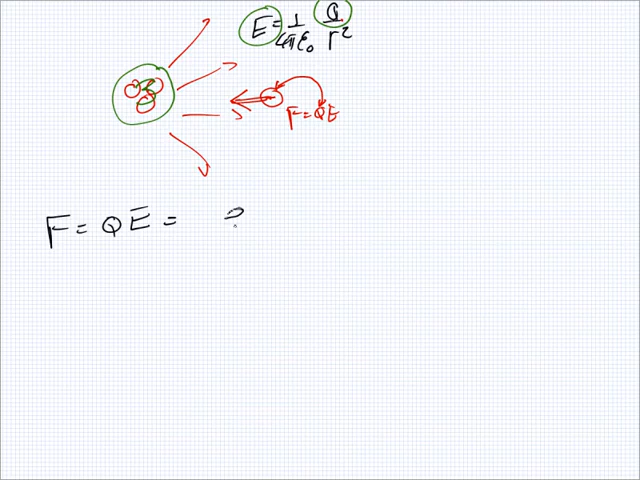 E = 1/4πε₀ Q/r²
F = QE
F = QE = ?